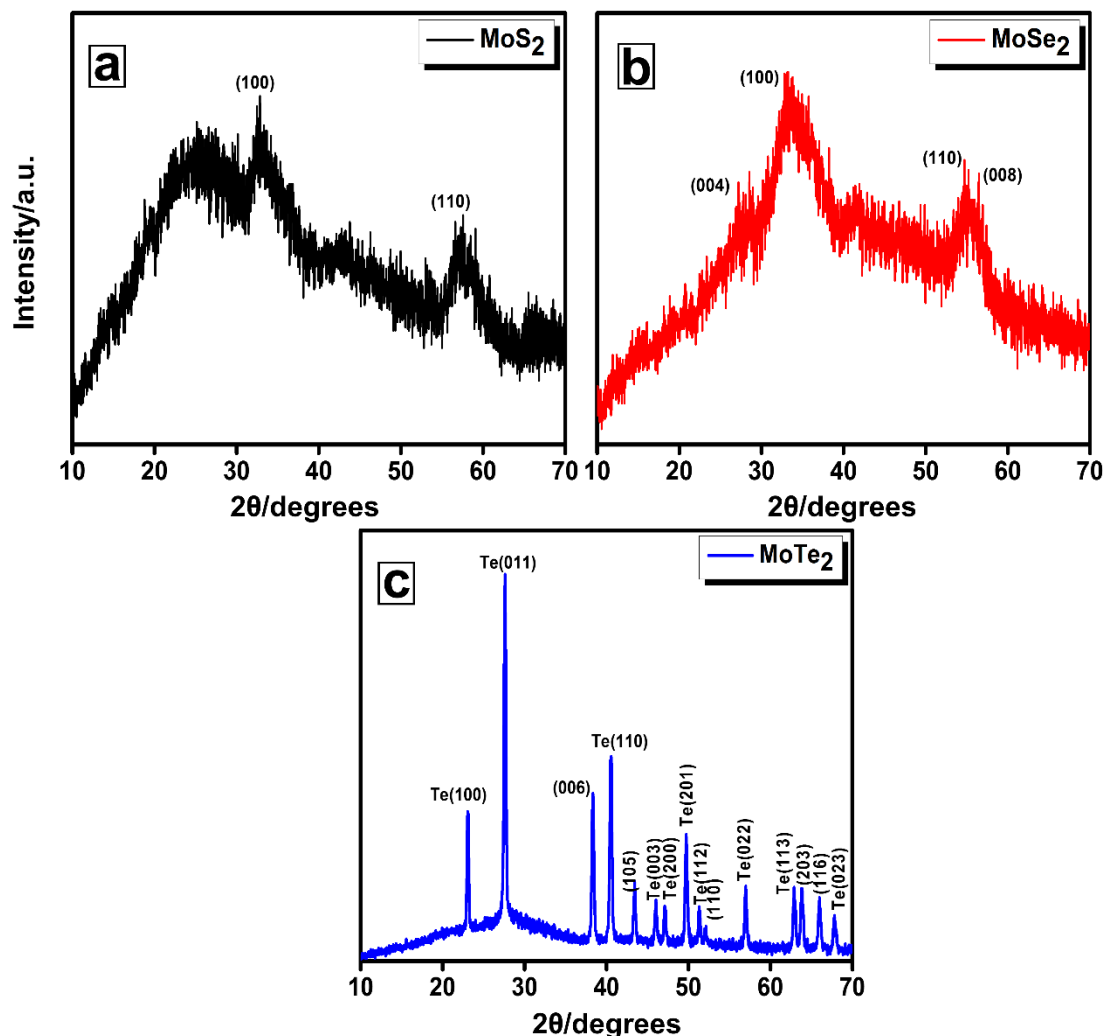 a
MoS2
(100)
(110)
Intensity/a.u.
10 20 30 40 50 60 70
2θ/degrees
b
MoSe2
(100)
(004)
(110)
(008)
10 20 30 40 50 60 70
2θ/degrees
c
MoTe2
Te(100)
Te(011)
(006)
Te(110)
(105)
Te(003)
Te(200)
Te(201)
Te(112)
(110)
Te(022)
Te(113)
(203)
(116)
Te(023)
10 20 30 40 50 60 70
2θ/degrees